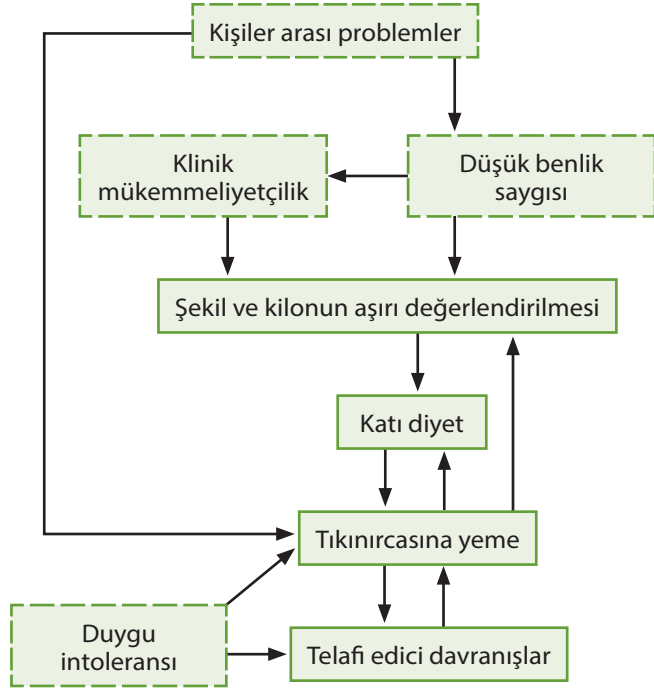 Kişiler arası problemler
Klinik
mükemmeliyetçilik
Düşük benlik
saygısı
Şekil ve kilonun aşırı değerlendirilmesi
Katı diyet
Tıkınırcasına yeme
Duygu
intoleransı
Telafi edici davranışlar